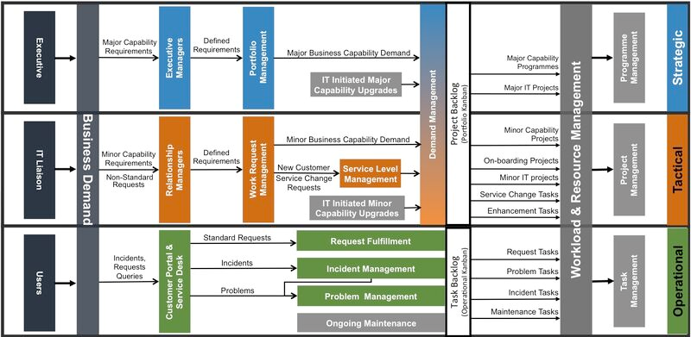 Executive
Business Demand
Major Capability
Requirements
Executive
Managers
Defined
Requirements
Portfolio
Management
Major Business Capability Demand
IT Initiated Major
Capability Upgrades
Demand Management
Project Backlog
(Portfolio Kanban)
Major Capability
Programmes
Major IT Projects
Workload & Resource Management
Programme
Management
Strategic
IT Liaison
Minor Capability
Requirements
Non-Standard
Requests
Relationship
Managers
Defined
Requirements
Work Request
Management
Minor Business Capability Demand
New Customer
Service Change
Requests
Service Level
Management
IT Initiated Minor
Capability Upgrades
Minor Capability
Projects
On-boarding Projects
Minor IT projects
Service Change Tasks
Enhancement Tasks
Project
Management
Tactical
Users
Incidents,
Requests
Queries
Customer Portal &
Service Desk
Standard Requests
Request Fulfillment
Incidents
Incident Management
Problems
Problem Management
Ongoing Maintenance
Task Backlog
(Operational Kanban)
Request Tasks
Problem Tasks
Incident Tasks
Maintenance Tasks
Task
Management
Operational